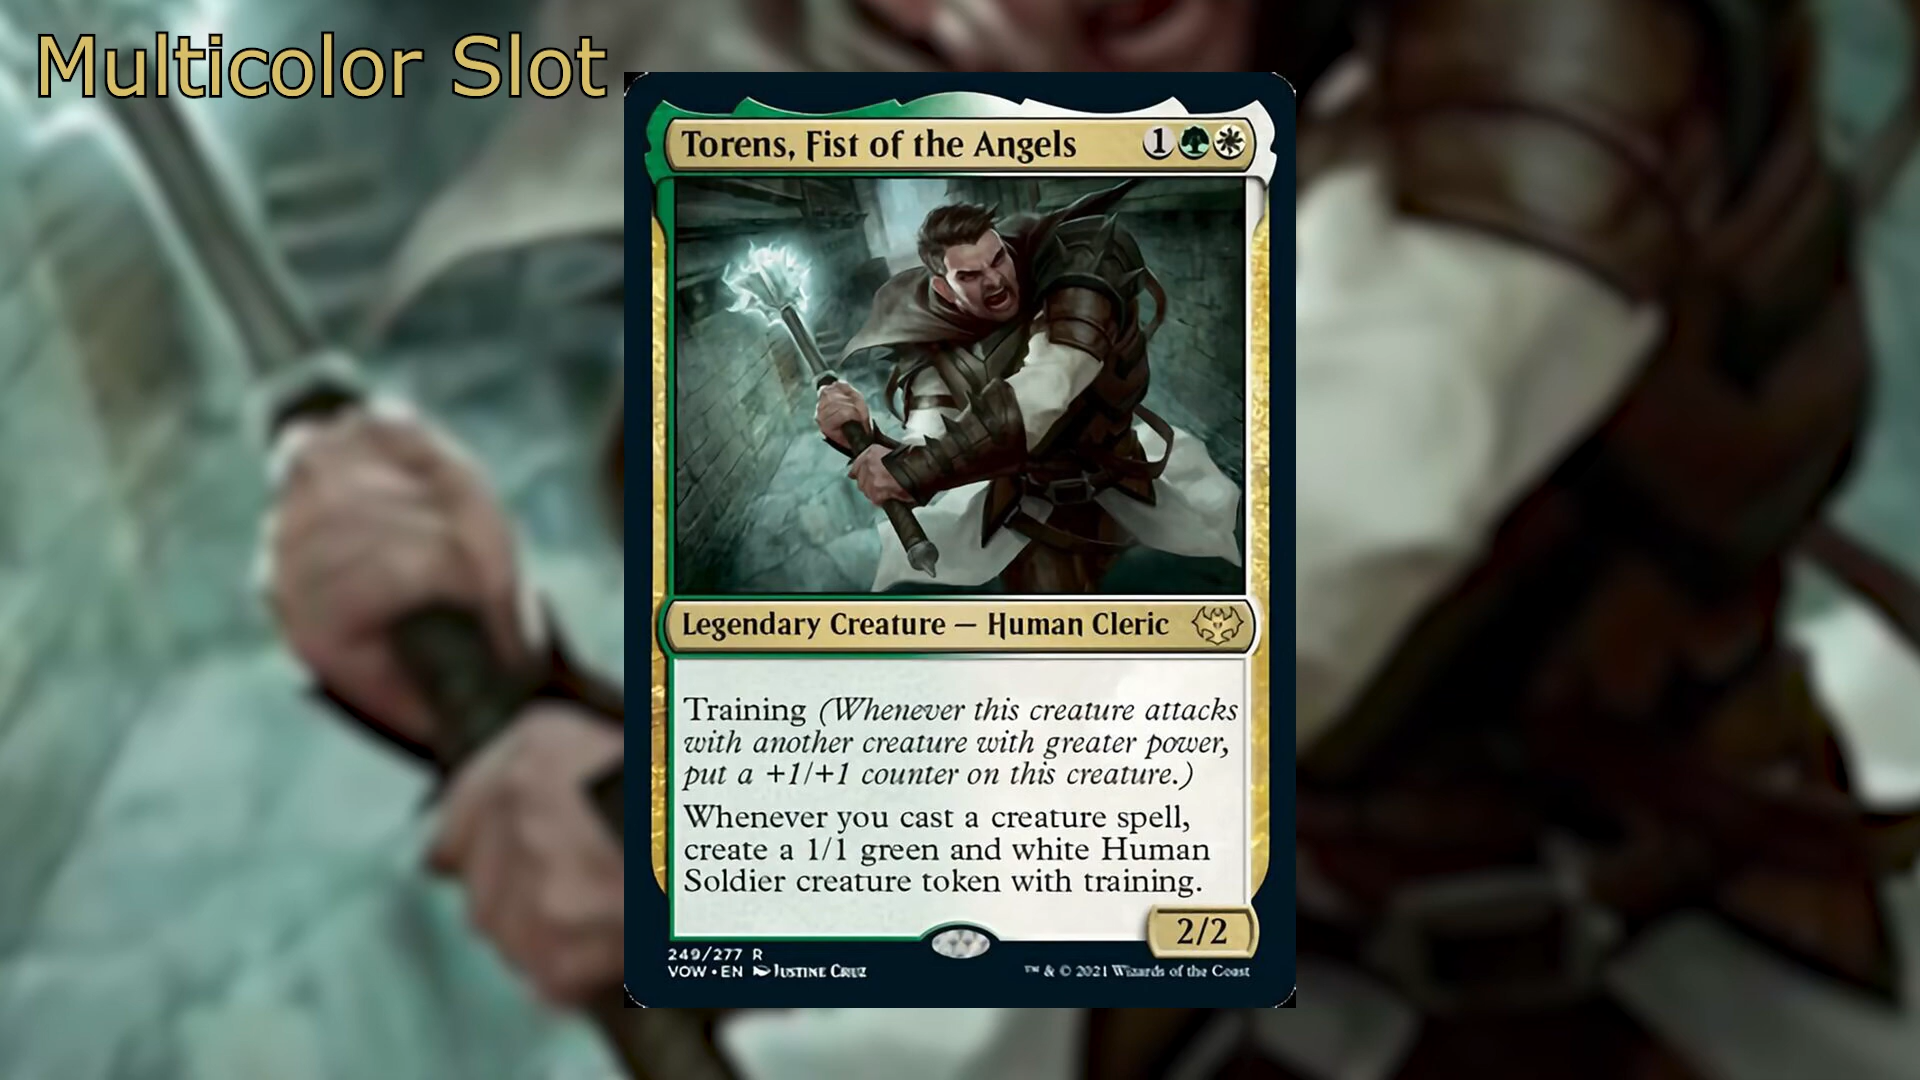 Multicolor Slot
Torens, Fist of the Angels 1
Legendary Creature — Human Cleric
Training (Whenever this creature attacks
with another creature with greater power,
put a +1/+1 counter on this creature.)
Whenever you cast a creature spell,
create a 1/1 green and white Human
Soldier creature token with training.
2/2
249/277 R
VOW • EN Justine Cruz
™ & © 2021 Wizards of the Coast